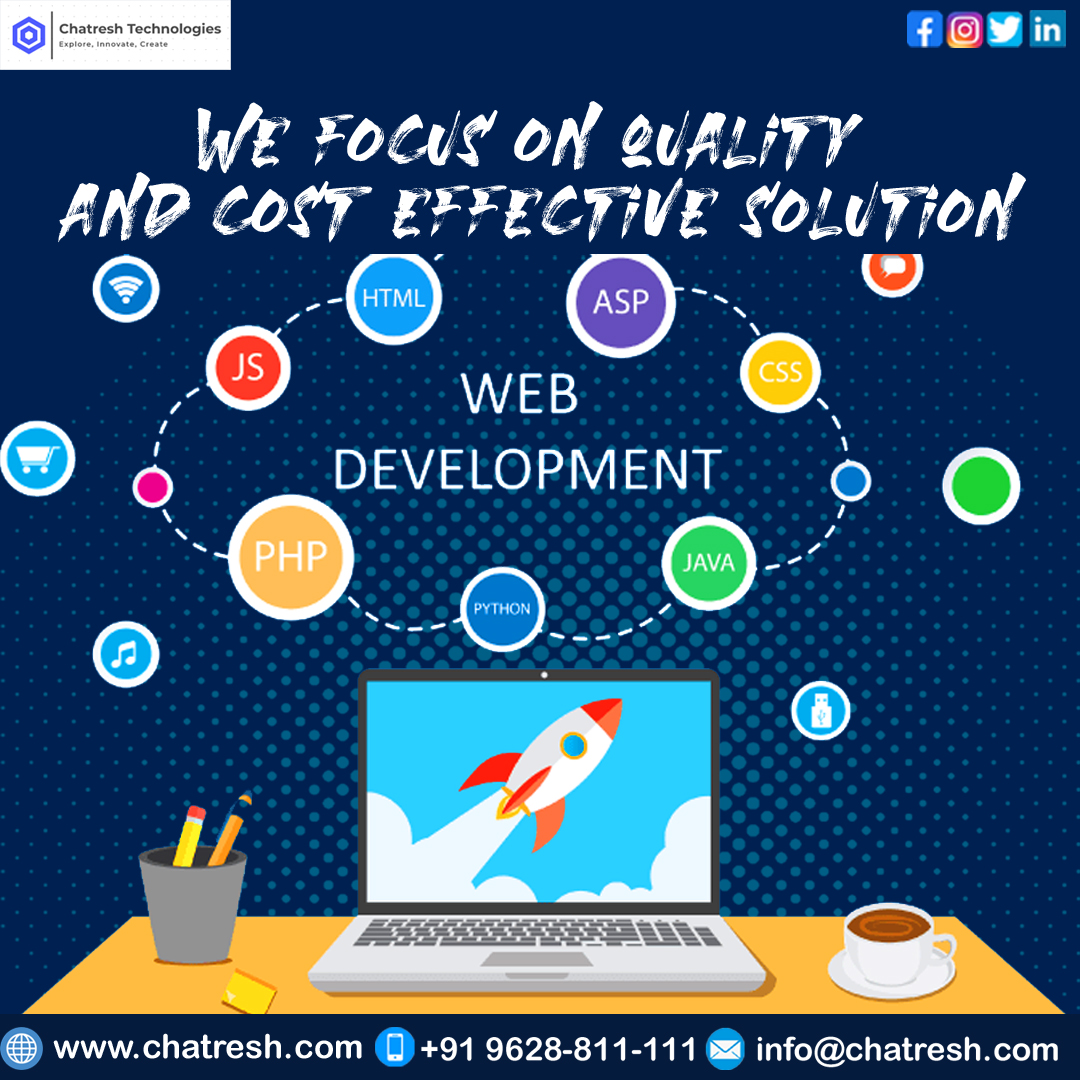 Chatresh Technologies
Explore, Innovate, Create
WE FOCUS ON QUALITY
AND COST EFFECTIVE SOLUTION
HTML
ASP
JS
CSS
WEB
DEVELOPMENT
PHP
JAVA
PYTHON
www.chatresh.com +91 9628-811-111 info@chatresh.com